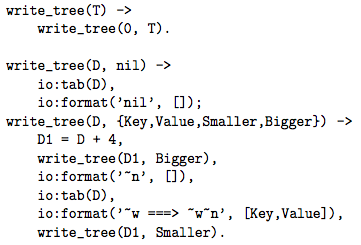 write_tree(T) ->
    write_tree(0, T).

write_tree(D, nil) ->
    io:tab(D),
    io:format('nil', []);
write_tree(D, {Key,Value,Smaller,Bigger}) ->
    D1 = D + 4,
    write_tree(D1, Bigger),
    io:format('~n', []),
    io:tab(D),
    io:format('~w ===> ~w~n', [Key,Value]),
    write_tree(D1, Smaller).